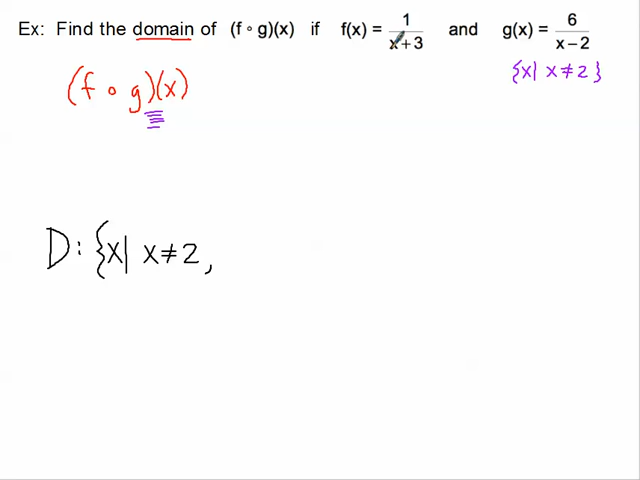 Ex: Find the domain of (f ∘ g)(x) if f(x) = 1/(x+3) and g(x) = 6/(x−2)
{x| x≠2}
(f ∘ g)(x)
D: {x| x≠2,